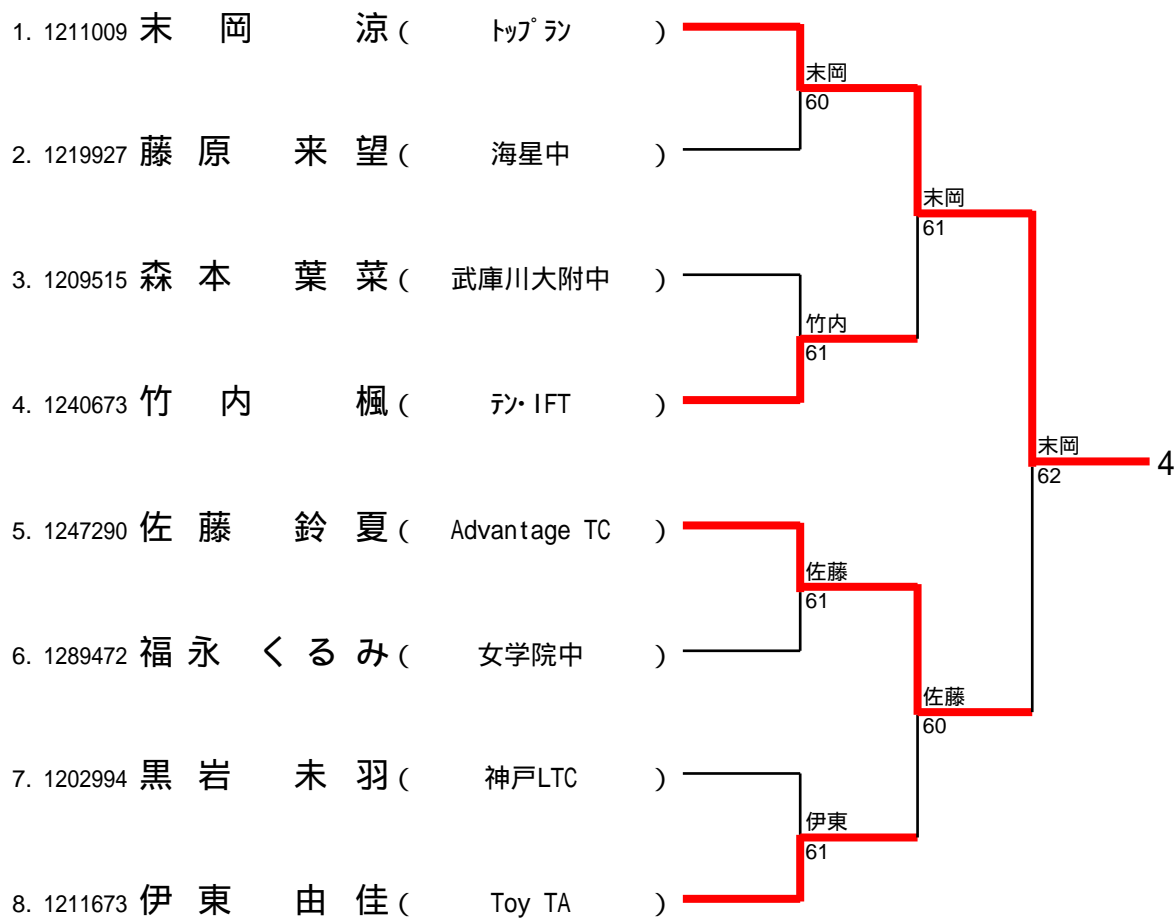 1. 1211009 末岡 涼 ( トップラン )
末岡
60
2. 1219927 藤原 来望 ( 海星中 )
末岡
61
3. 1209515 森本 葉菜 ( 武庫川大附中 )
竹内
61
4. 1240673 竹内 楓 ( テン・IFT )
末岡
62
4
5. 1247290 佐藤 鈴夏 ( Advantage TC )
佐藤
61
6. 1289472 福永 くるみ ( 女学院中 )
佐藤
60
7. 1202994 黒岩 未羽 ( 神戸LTC )
伊東
61
8. 1211673 伊東 由佳 ( Toy TA )